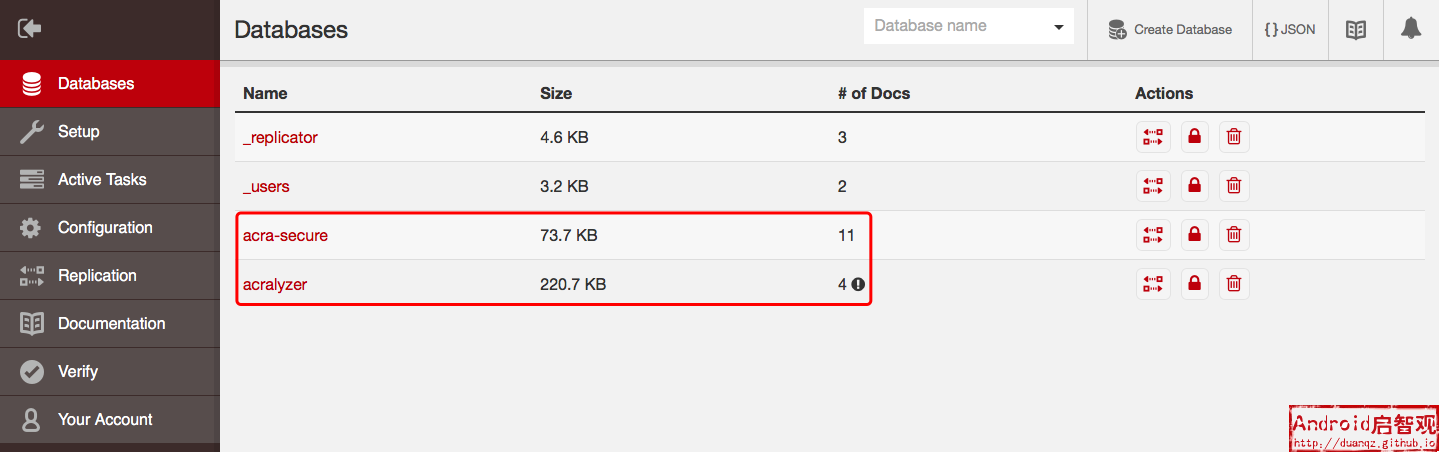 Databases
Database name
Create Database
{ } JSON
Databases
Setup
Active Tasks
Configuration
Replication
Documentation
Verify
Your Account
Name Size # of Docs Actions
_replicator 4.6 KB 3
_users 3.2 KB 2
acra-secure 73.7 KB 11
acralyzer 220.7 KB 4
Android启智观
http://duanqz.github.io